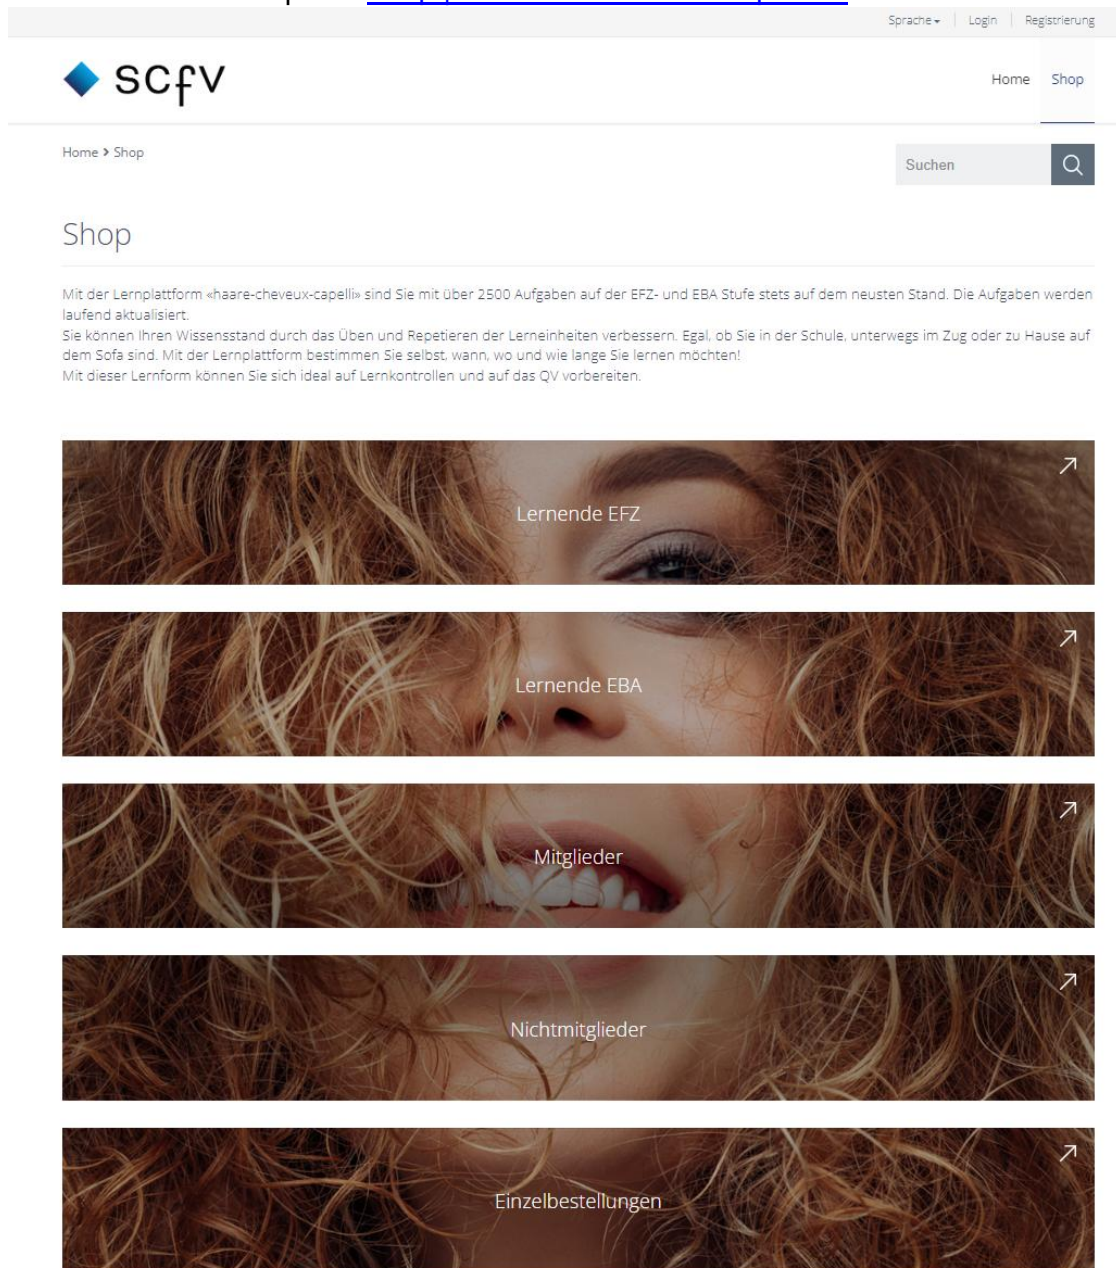 Sprache
Login
Registrierung
scfv
Home
Shop
Home > Shop
Suchen
Shop
Mit der Lernplattform «haare-cheveux-capelli» sind Sie mit über 2500 Aufgaben auf der EFZ- und EBA Stufe stets auf dem neusten Stand. Die Aufgaben werden
laufend aktualisiert.
Sie können Ihren Wissensstand durch das Üben und Repetieren der Lerneinheiten verbessern. Egal, ob Sie in der Schule, unterwegs im Zug oder zu Hause auf
dem Sofa sind. Mit der Lernplattform bestimmen Sie selbst, wann, wo und wie lange Sie lernen möchten!
Mit dieser Lernform können Sie sich ideal auf Lernkontrollen und auf das QV vorbereiten.
Lernende EFZ
Lernende EBA
Mitglieder
Nichtmitglieder
Einzelbestellungen